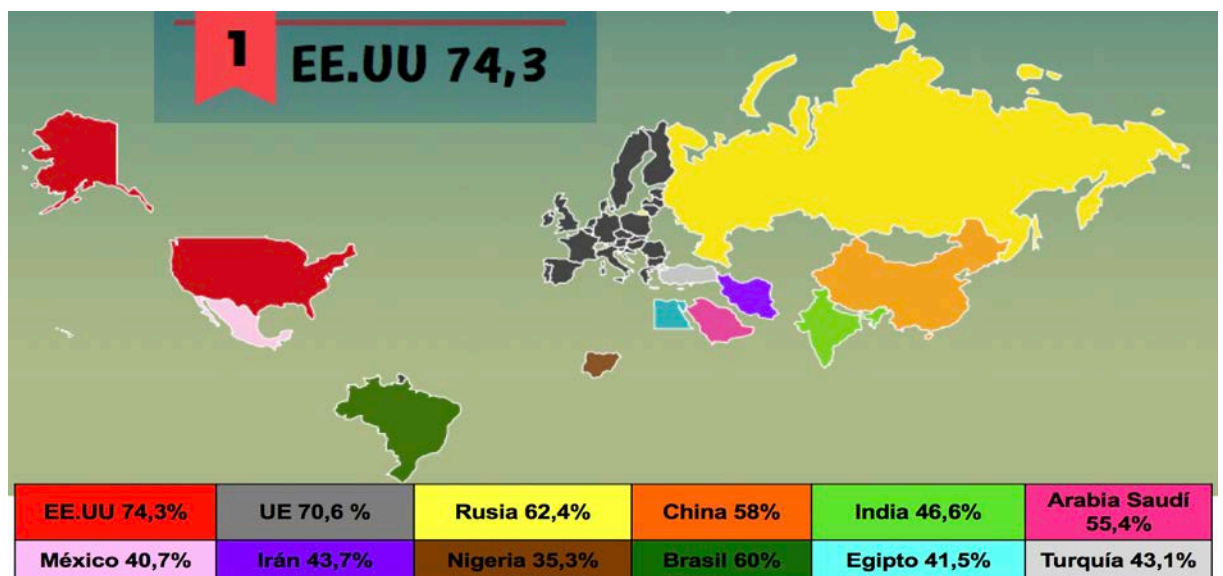 1
EE.UU 74,3
EE.UU 74,3%
UE 70,6 %
Rusia 62,4%
China 58%
India 46,6%
Arabia Saudí
55,4%
México 40,7%
Irán 43,7%
Nigeria 35,3%
Brasil 60%
Egipto 41,5%
Turquía 43,1%